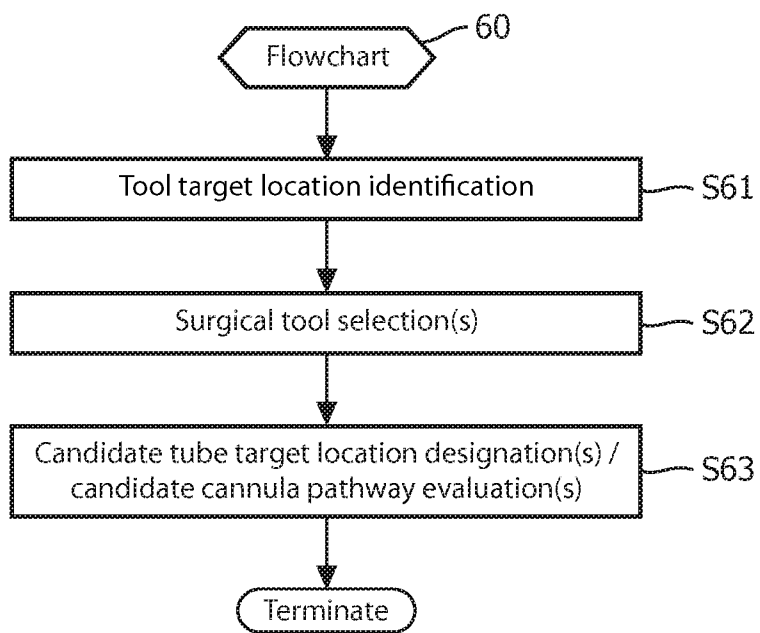 60
Flowchart
Tool target location identification
S61
Surgical tool selection(s)
S62
Candidate tube target location designation(s) /
candidate cannula pathway evaluation(s)
S63
Terminate